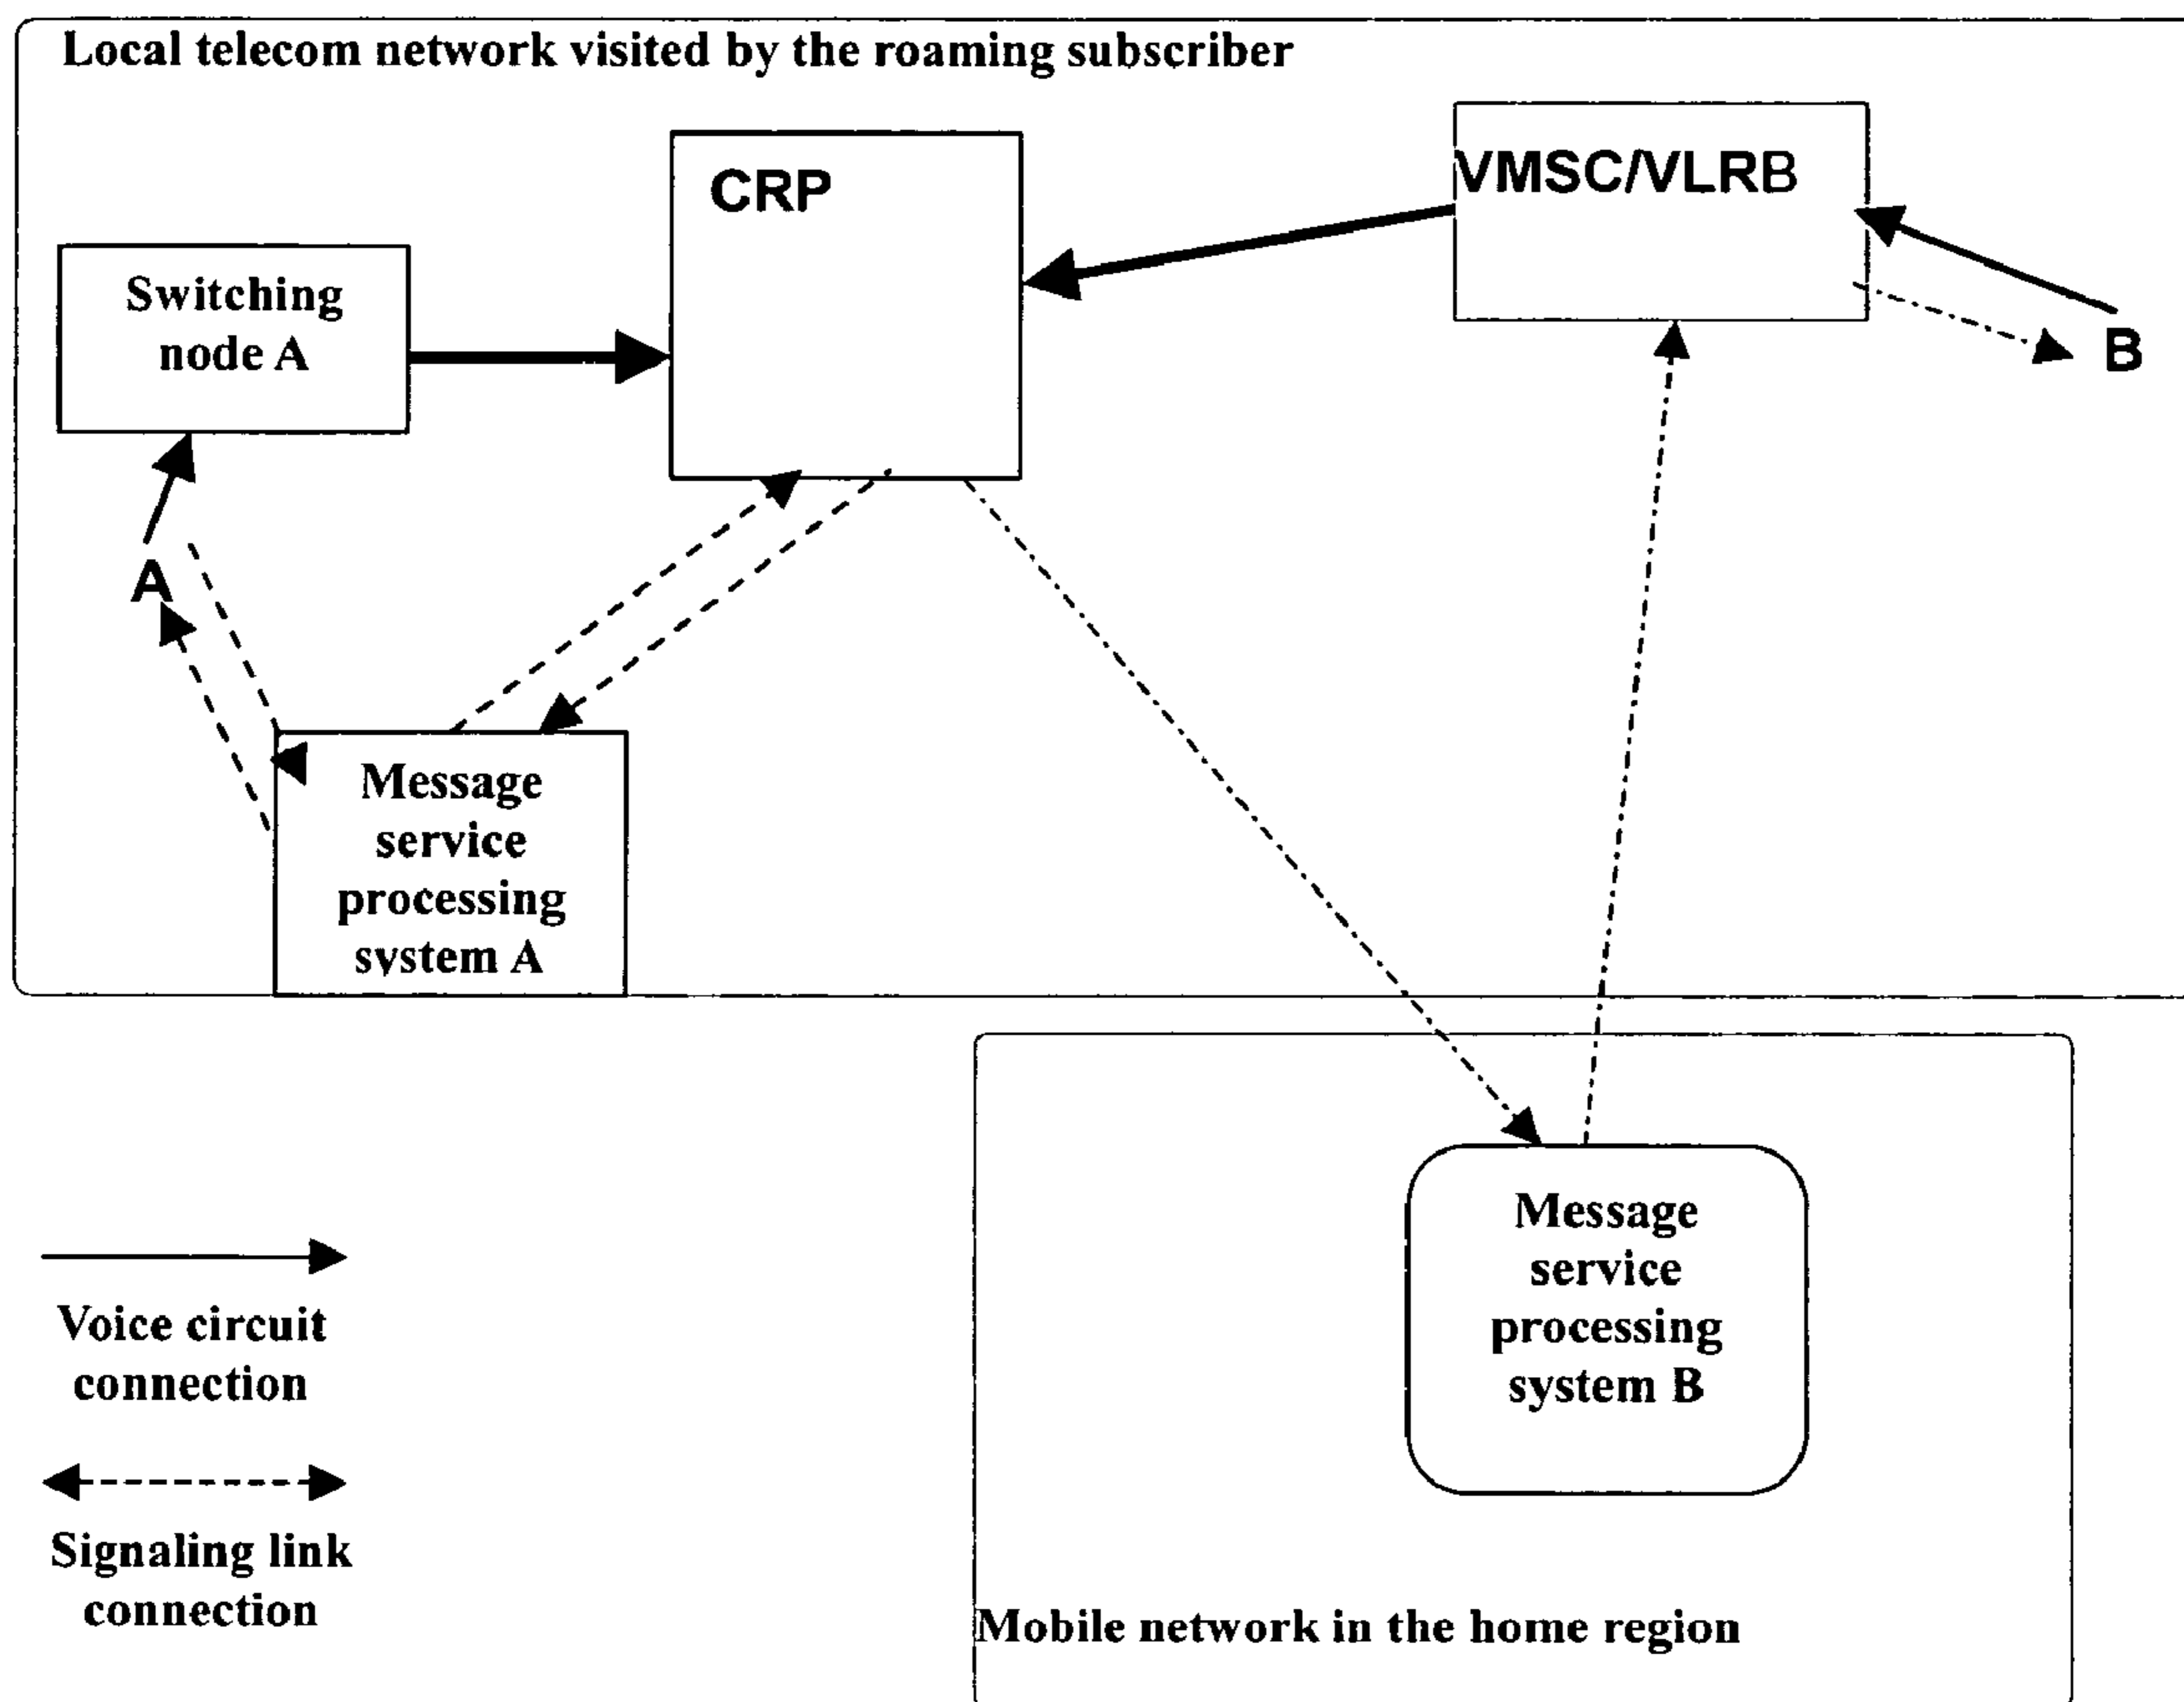 Local telecom network visited by the roaming subscriber
CRP
VMSC/VLRB
Switching
node A
B
A
Message
service
processing
system A
Message
service
processing
system B
Voice circuit
connection
Signaling link
connection
Mobile network in the home region